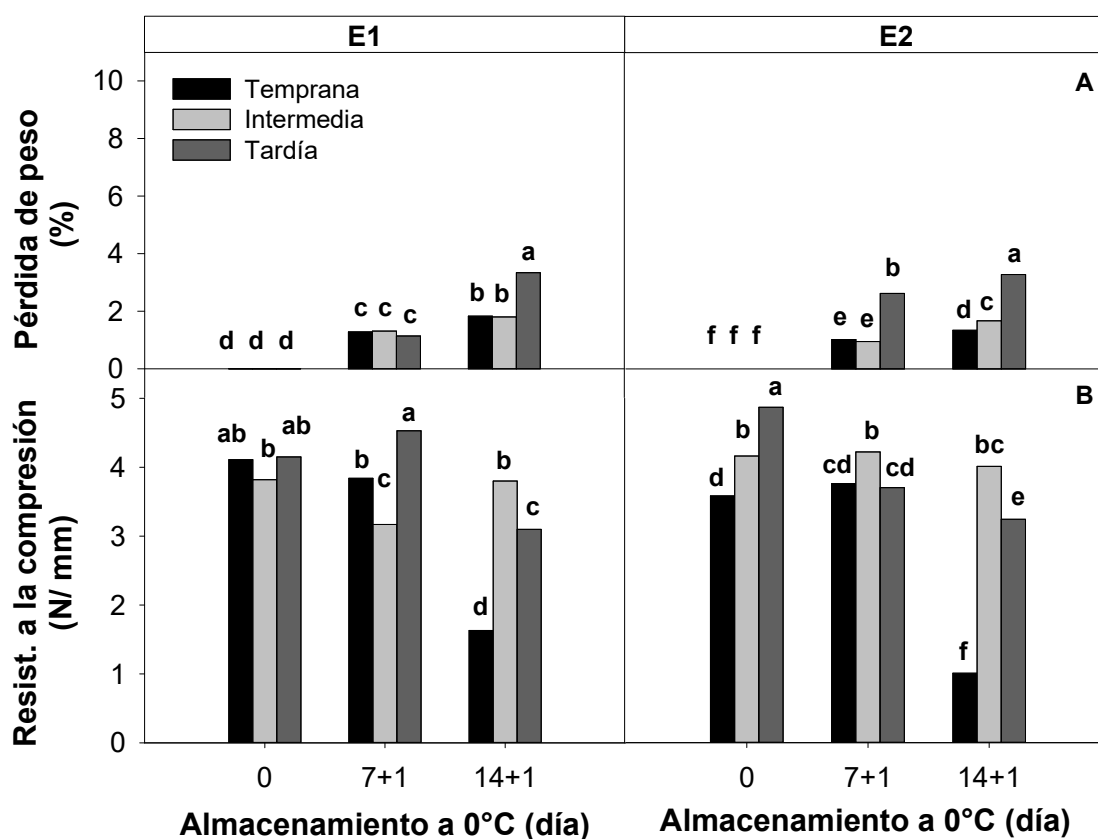 E1
E2
Pérdida de peso
(%)
10
8
6
4
2
0
Temprana
Intermedia
Tardía
d d d
c c c
b b a
A
f f f
e e b
d c a
Resist. a la compresión
(N/ mm)
5
4
3
2
1
0
ab b ab
b c a
d b c
B
d b a
cd b cd
f bc e
0 7+1 14+1
0 7+1 14+1
Almacenamiento a 0°C (día)
Almacenamiento a 0°C (día)